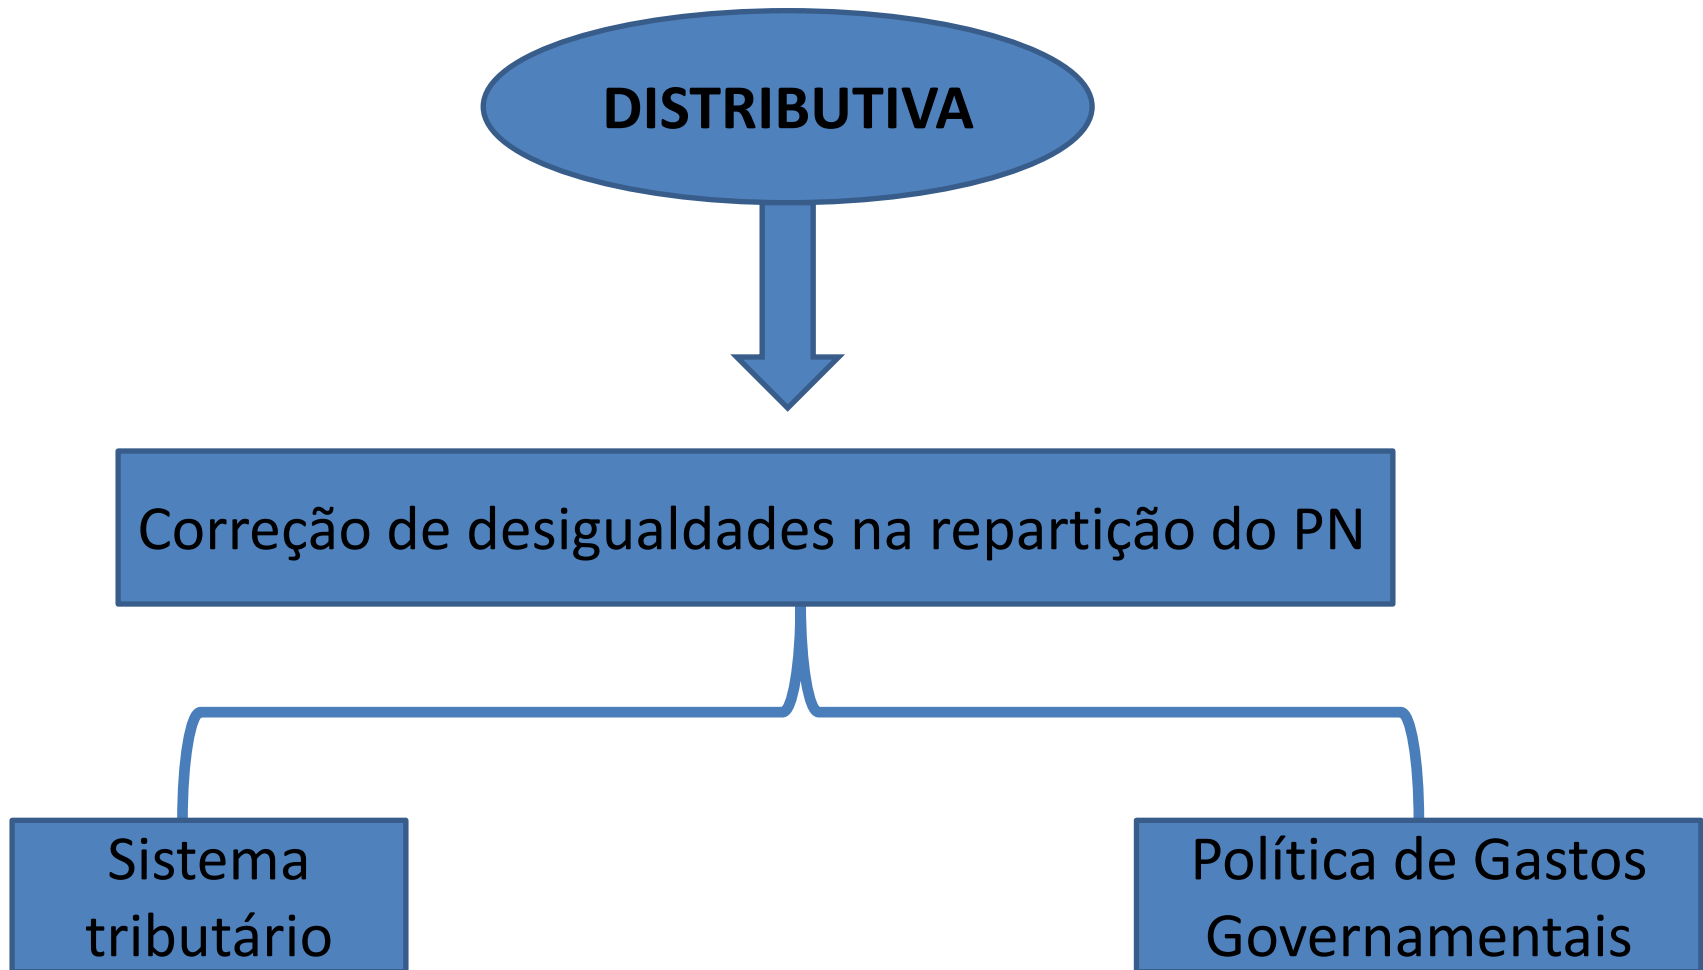 DISTRIBUTIVA
Correção de desigualdades na repartição do PN
Sistema
tributário
Política de Gastos
Governamentais